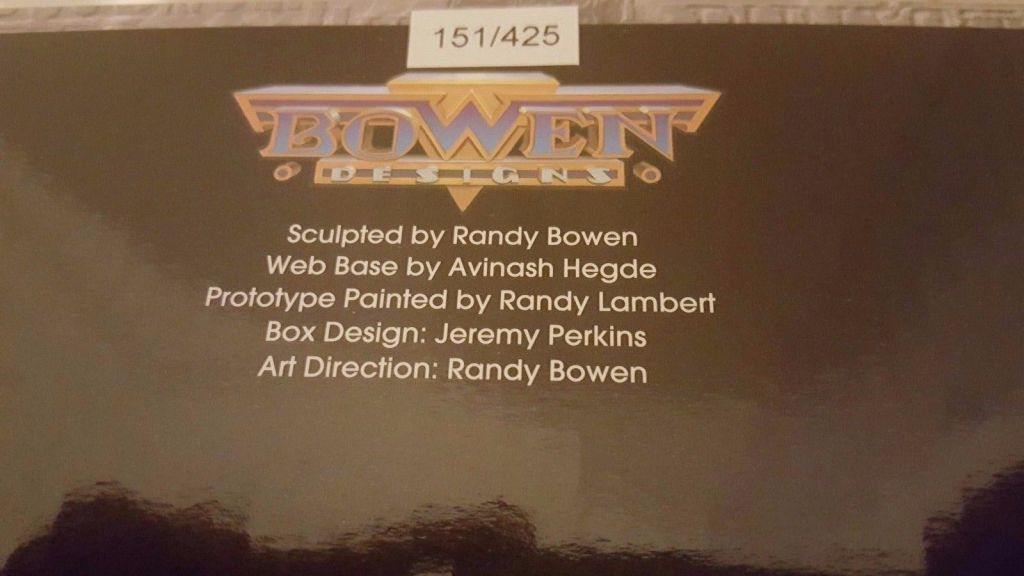 151/425
BOWEN
DESIGNS
Sculpted by Randy Bowen
Web Base by Avinash Hegde
Prototype Painted by Randy Lambert
Box Design: Jeremy Perkins
Art Direction: Randy Bowen